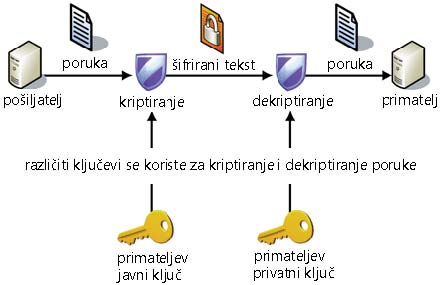 poruka
šifrirani tekst
poruka
pošiljatelj
kriptiranje
dekriptiranje
primatelj
različiti ključevi se koriste za kriptiranje i dekriptiranje poruke
primateljev
javni ključ
primateljev
privatni ključ